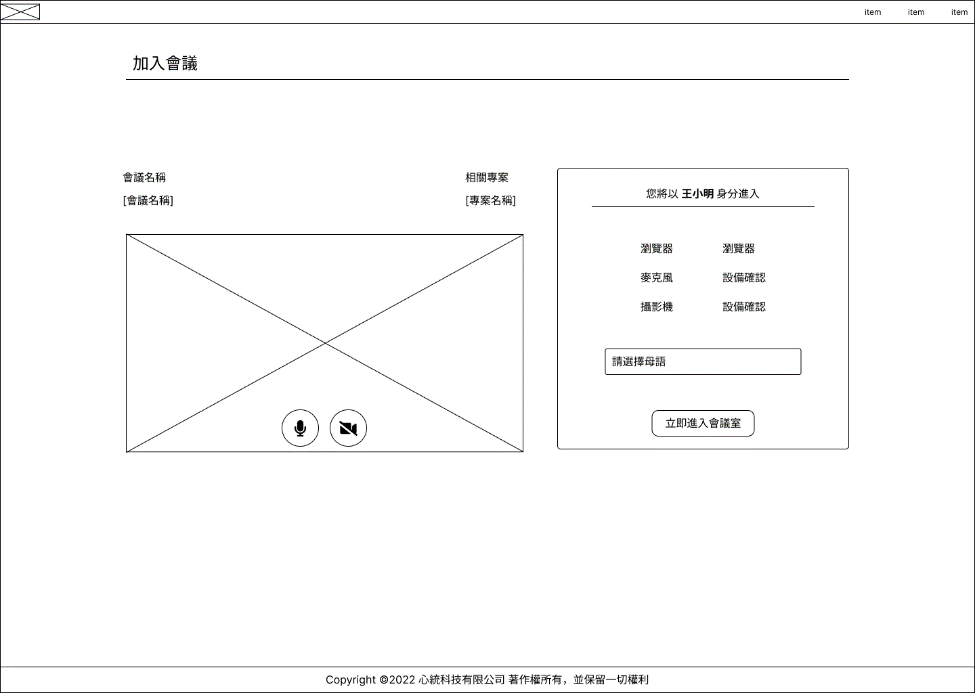 item item item
加入會議
會議名稱 相關專案
[會議名稱] [專案名稱]
您將以 王小明 身分進入
瀏覽器 瀏覽器
麥克風 設備確認
攝影機 設備確認
請選擇母語
立即進入會議室
Copyright ©2022 心統科技有限公司 著作權所有，並保留一切權利